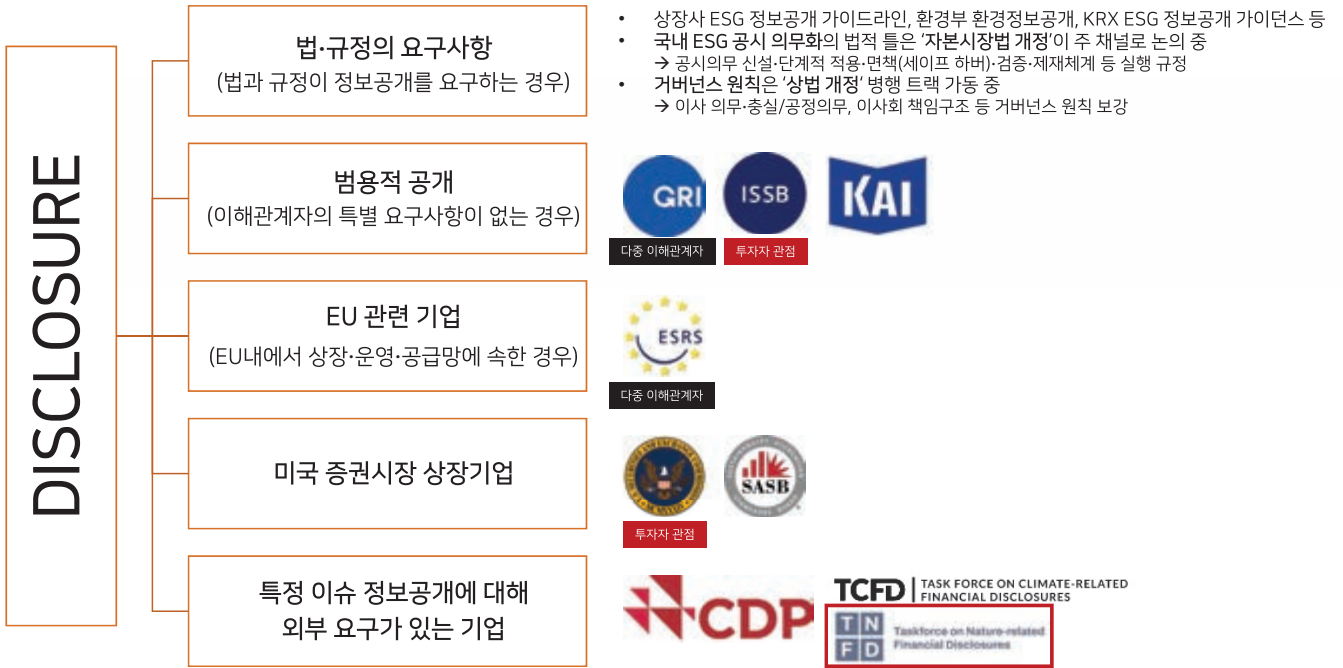 DISCLOSURE
법·규정의 요구사항
(법과 규정이 정보공개를 요구하는 경우)
• 상장사 ESG 정보공개 가이드라인, 환경부 환경정보공개, KRX ESG 정보공개 가이던스 등
• 국내 ESG 공시 의무화의 법적 틀은 ‘자본시장법 개정’이 주 채널로 논의 중
→ 공시의무 신설·단계적 적용·면책(세이프 하버)·검증·제재체계 등 실행 규정
• 거버넌스 원칙은 ‘상법 개정‘ 병행 트랙 가동 중
→ 이사 의무·충실/공정의무, 이사회 책임구조 등 거버넌스 원칙 보강
범용적 공개
(이해관계자의 특별 요구사항이 없는 경우)
GRI
ISSB
KAI
다중 이해관계자
투자자 관점
EU 관련 기업
(EU내에서 상장·운영·공급망에 속한 경우)
ESRS
다중 이해관계자
미국 증권시장 상장기업
SASB
투자자 관점
특정 이슈 정보공개에 대해
외부 요구가 있는 기업
CDP
TCFD
TASK FORCE ON CLIMATE-RELATED
FINANCIAL DISCLOSURES
TN
FD
Taskforce on Nature-related
Financial Disclosures